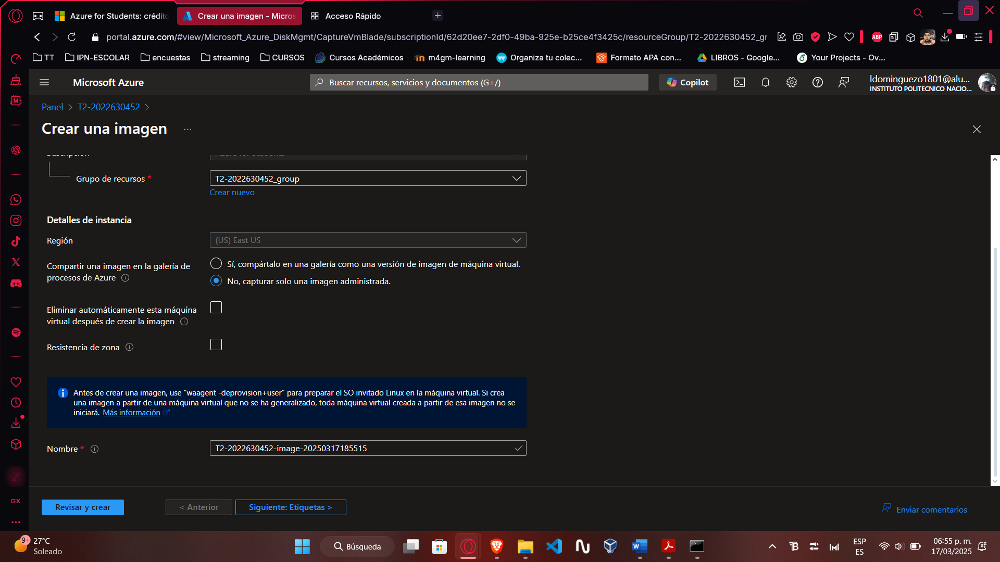 Azure for Students: crédito
Crear una imagen - Micros
Acceso Rápido
portal.azure.com/#view/Microsoft_Azure_DiskMgmt/CaptureVmBlade/subscriptionId/62d20ee7-2df0-49ba-925e-b25ce4f3425c/resourceGroup/T2-2022630452_gr
ABP
TT
IPN-ESCOLAR
encuestas
streaming
CURSOS
Cursos Académicos
m4gm-learning
Organiza tu colec...
Formato APA con...
LIBROS - Google...
Your Projects - Ov...
Microsoft Azure
Buscar recursos, servicios y documentos (G+/)
Copilot
ldominguezo1801@alu...
INSTITUTO POLITECNICO NACIO...
Panel > T2-2022630452 >
Crear una imagen ...
Suscripción
Azure for Students
Grupo de recursos *
T2-2022630452_group
Crear nuevo
Detalles de instancia
Región
(US) East US
Compartir una imagen en la galería de
procesos de Azure
Sí, compártalo en una galería como una versión de imagen de máquina virtual.
No, capturar solo una imagen administrada.
Eliminar automáticamente esta máquina
virtual después de crear la imagen
Resistencia de zona
Antes de crear una imagen, use "waagent -deprovision+user" para preparar el SO invitado Linux en la máquina virtual. Si crea
una imagen a partir de una máquina virtual que no se ha generalizado, toda máquina virtual creada a partir de esa imagen no se
iniciará. Más información
Nombre *
T2-2022630452-image-20250317185515
Revisar y crear
< Anterior
Siguiente: Etiquetas >
Enviar comentarios
GX
9+
27°C
Soleado
Búsqueda
ESP
ES
06:55 p. m.
17/03/2025